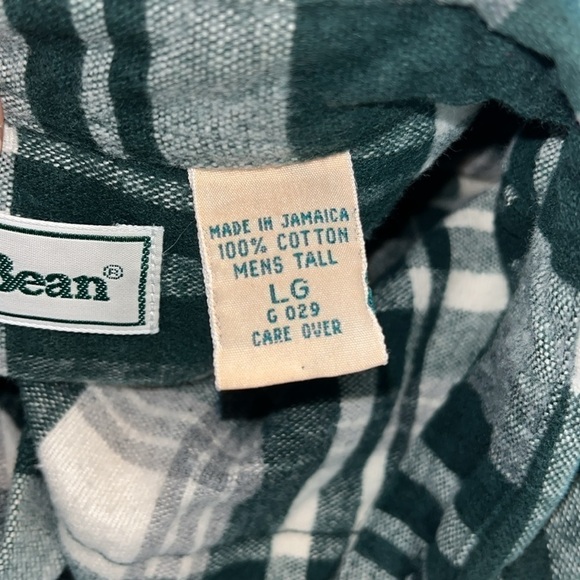 Bean®
MADE IN JAMAICA
100% COTTON
MENS TALL
LG
G 029
CARE OVER